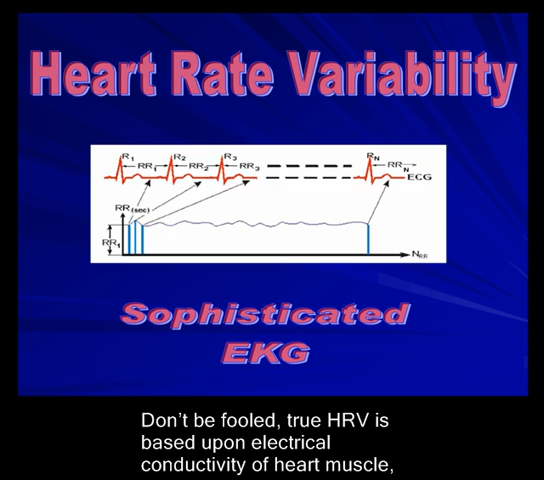 Heart Rate Variability
R1 R2 R3 RN
RR1 RR2 RR3 RRN
ECG
RR(sec)
RR1
NRR
Sophisticated
EKG
Don't be fooled, true HRV is
based upon electrical
conductivity of heart muscle,